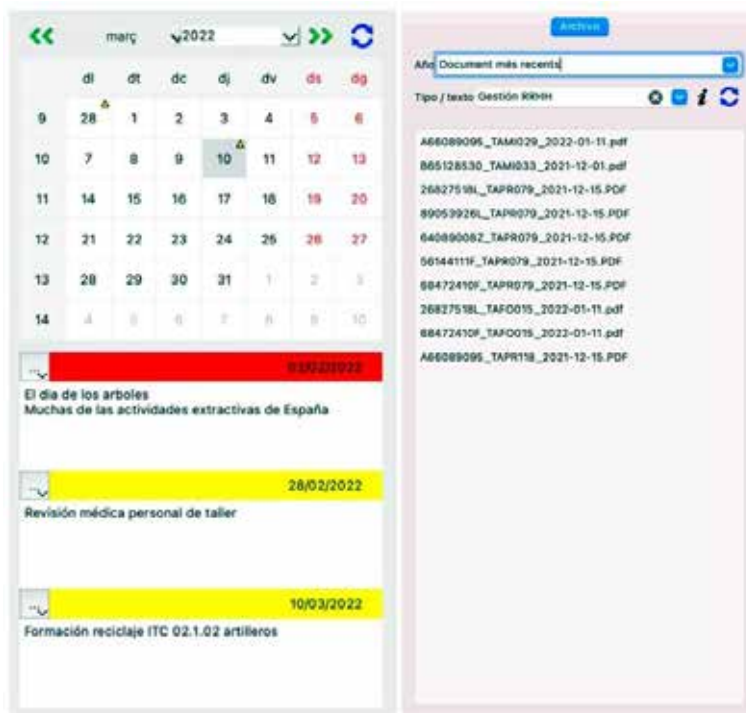 març 2022
dl dt dc dj dv ds dg
9 28 1 2 3 4 5 6
10 7 8 9 10 11 12 13
11 14 15 16 17 18 19 20
12 21 22 23 24 25 26 27
13 28 29 30 31 1 2 3
14 4 5 6 7 8 9 10
El dia de los arboles
Muchas de las actividades extractivas de España
28/02/2022
Revisión médica personal de taller
10/03/2022
Formación reciclaje ITC 02.1.02 artilleros
Archivo
Año Document més recents
Tipo / texto Gestión RRHH
A66089095_TAMI029_2022-01-11.pdf
B65128530_TAMI033_2021-12-01.pdf
26827518L_TAPR079_2021-12-15.PDF
89053926L_TAPR079_2021-12-15.PDF
64089008Z_TAPR079_2021-12-15.PDF
56144111F_TAPR079_2021-12-15.PDF
68472410F_TAPR079_2021-12-15.PDF
26827518L_TAFO015_2022-01-11.pdf
68472410F_TAFO015_2022-01-11.pdf
A66089095_TAPR118_2021-12-15.PDF